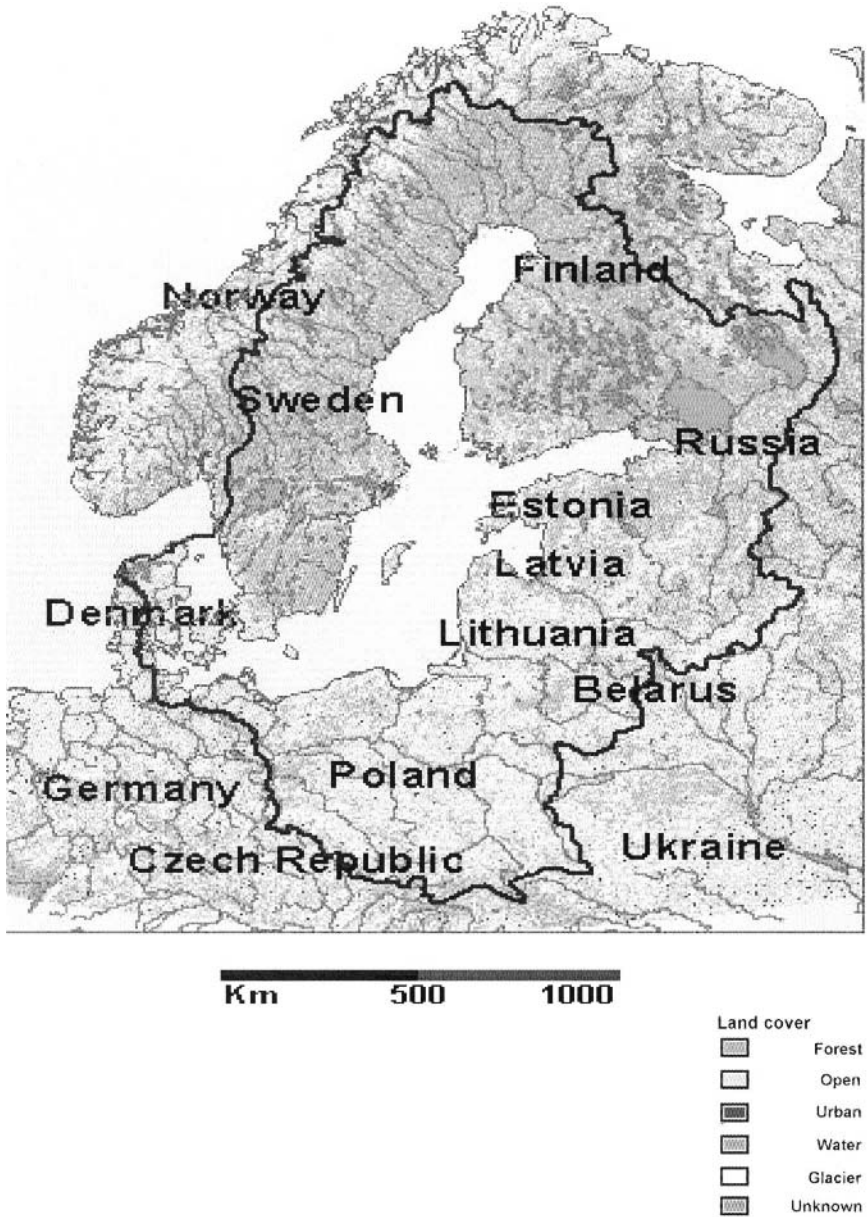 Finland
Norway
Sweden
Russia
Estonia
Latvia
Denmark
Lithuania
Belarus
Poland
Germany
Ukraine
Czech Republic
Km 500 1000
Land cover
Forest
Open
Urban
Water
Glacier
Unknown